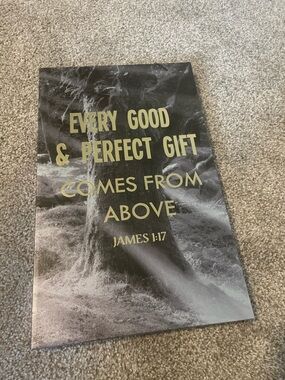 EVERY GOOD
& PERFECT GIFT
COMES FROM
ABOVE
JAMES 1:17